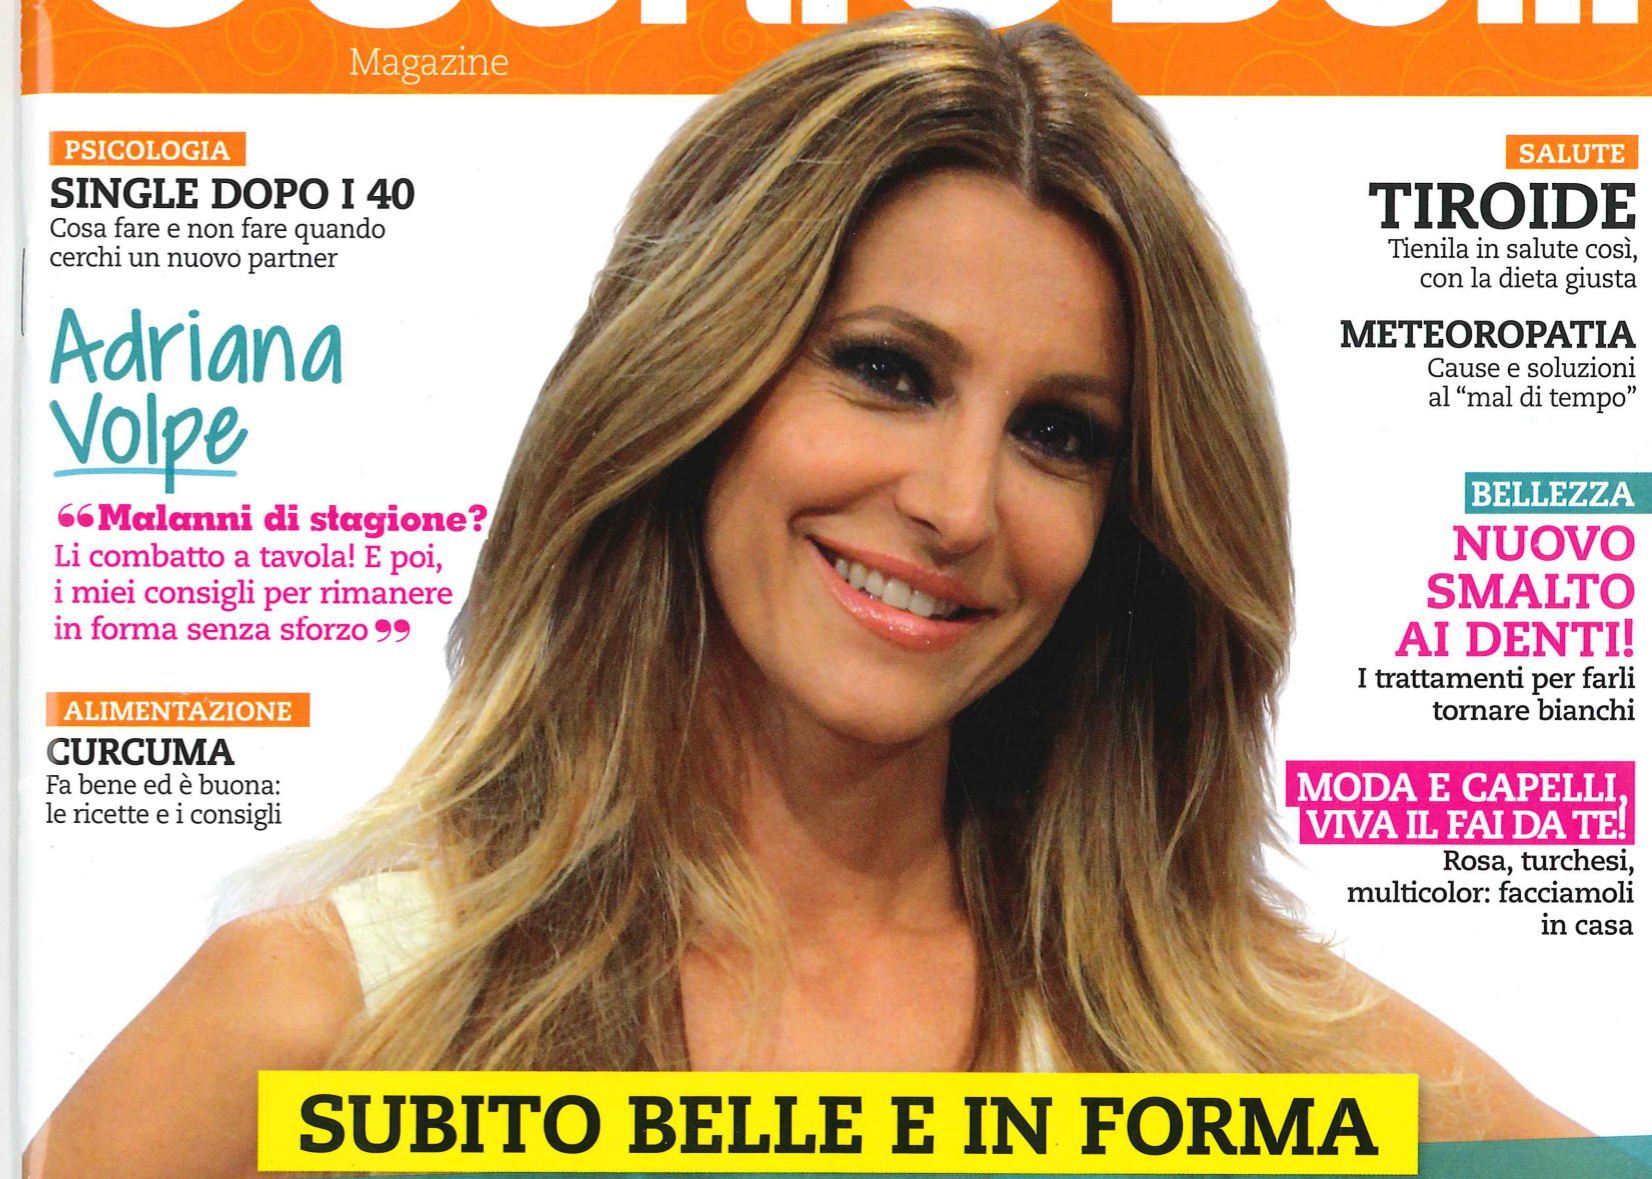 Magazine
PSICOLOGIA
SINGLE DOPO I 40
Cosa fare e non fare quando
cerchi un nuovo partner
Adriana
Volpe
“Malanni di stagione?
Li combatto a tavola! E poi,
i miei consigli per rimanere
in forma senza sforzo”
ALIMENTAZIONE
CURCUMA
Fa bene ed è buona:
le ricette e i consigli
SALUTE
TIROIDE
Tienila in salute così,
con la dieta giusta
METEOROPATIA
Cause e soluzioni
al “mal di tempo”
BELLEZZA
NUOVO
SMALTO
AI DENTI!
I trattamenti per farli
tornare bianchi
MODA E CAPELLI,
VIVA IL FAI DA TE!
Rosa, turchesi,
multicolor: facciamoli
in casa
SUBITO BELLE E IN FORMA